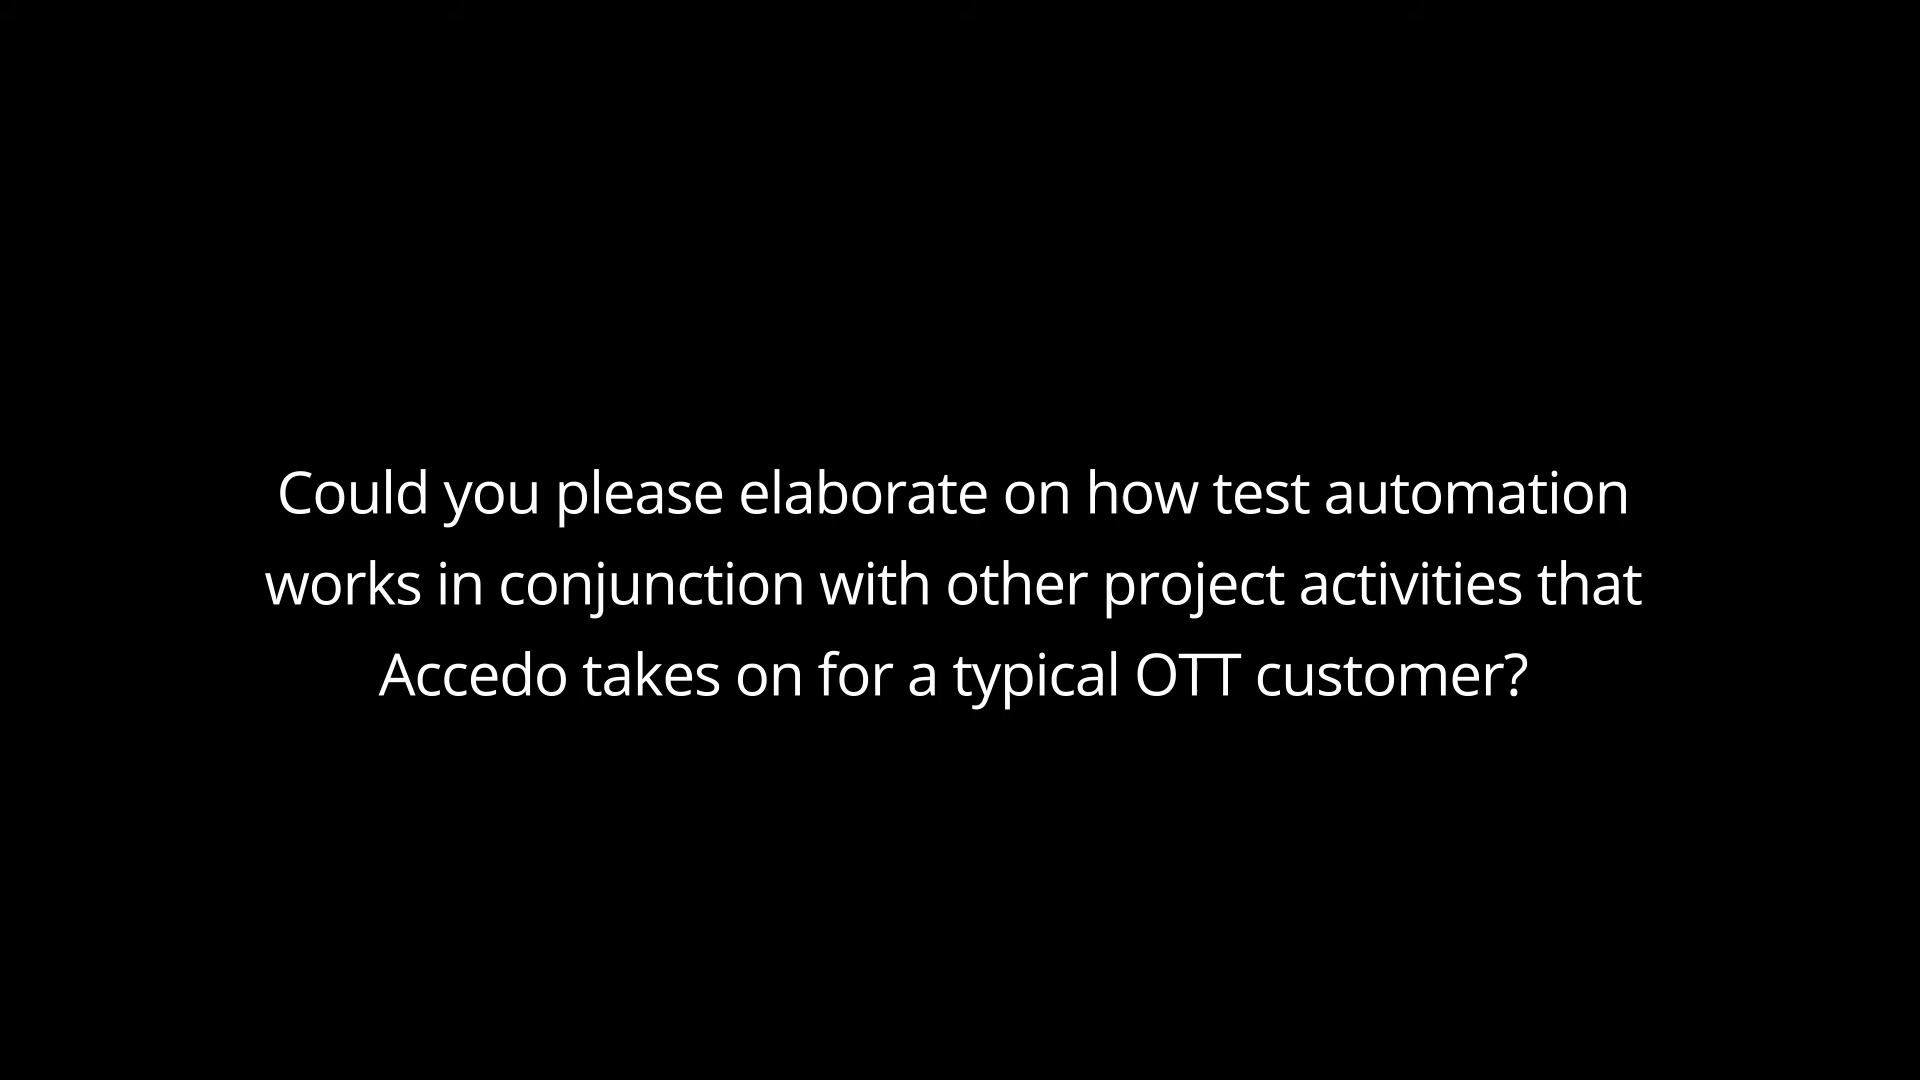 Could you please elaborate on how test automation
works in conjunction with other project activities that
Accedo takes on for a typical OTT customer?